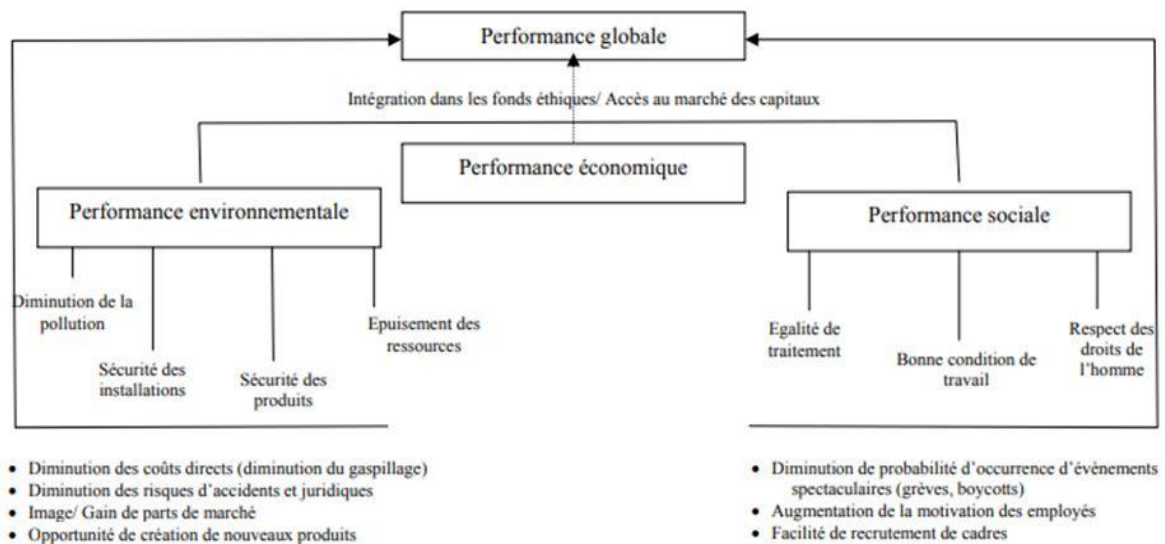 Performance globale
Intégration dans les fonds éthiques/ Accès au marché des capitaux
Performance économique
Performance environnementale
Performance sociale
Diminution de la
pollution
Sécurité des
installations
Sécurité des
produits
Epuisement des
ressources
Egalité de
traitement
Bonne condition de
travail
Respect des
droits de
l'homme
• Diminution des coûts directs (diminution du gaspillage)
• Diminution des risques d'accidents et juridiques
• Image/ Gain de parts de marché
• Opportunité de création de nouveaux produits
• Diminution de probabilité d'occurrence d'évènements
spectaculaires (grèves, boycotts)
• Augmentation de la motivation des employés
• Facilité de recrutement de cadres